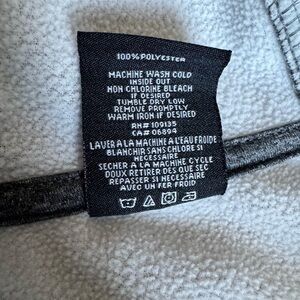 100% POLYESTER
MACHINE WASH COLD
INSIDE OUT
NON CHLORINE BLEACH
IF DESIRED
TUMBLE DRY LOW
REMOVE PROMPTLY
WARM IRON IF DESIRED
RN# 109135
CA# 06894
LAVER A LA MACHINE A L'EAU FROIDE
BLANCHIR SANS CHLORE SI
NECESSAIRE
SECHER A LA MACHINE CYCLE
DOUX RETIRER DES QUE SEC
REPASSER SI NECESSAIRE
AVEC UN FER FROID